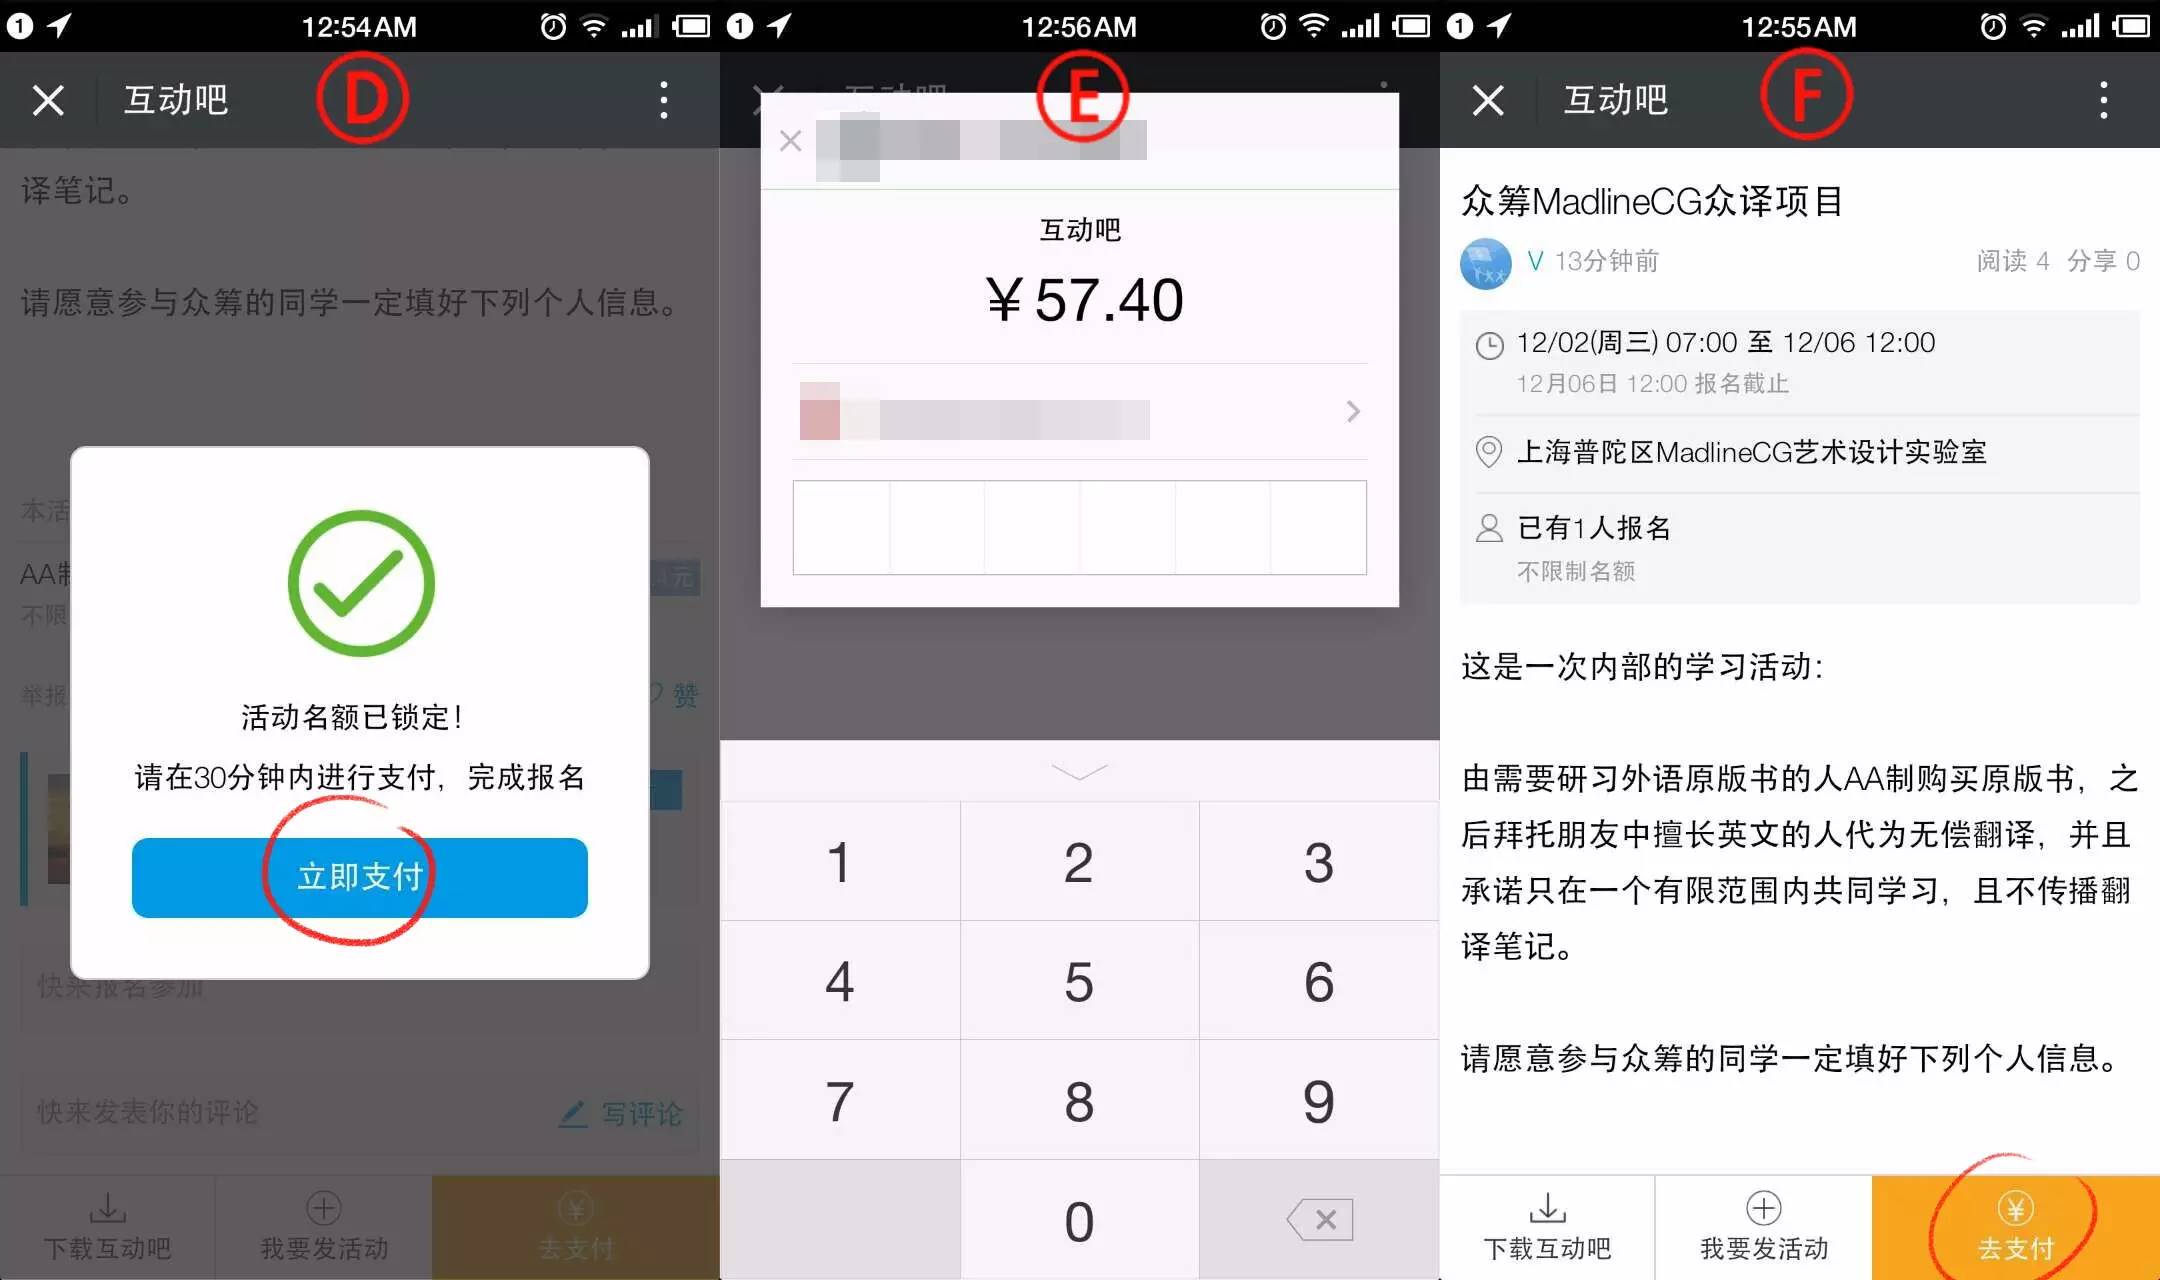 12:54AM
互动吧
D
译笔记。
请愿意参与众筹的同学一定填好下列个人信息。
本活
AA制
不限
元
举报
赞
活动名额已锁定!
请在30分钟内进行支付,完成报名
立即支付
快来报名参加
快来发表你的评论
写评论
下载互动吧
我要发活动
去支付
12:56AM
E
互动吧
¥57.40
1
2
3
4
5
6
7
8
9
0
12:55AM
互动吧
F
众筹MadlineCG众译项目
V 13分钟前
阅读 4 分享 0
12/02(周三) 07:00 至 12/06 12:00
12月06日 12:00 报名截止
上海普陀区MadlineCG艺术设计实验室
已有1人报名
不限制名额
这是一次内部的学习活动:
由需要研习外语原版书的人AA制购买原版书,之
后拜托朋友中擅长英文的人代为无偿翻译,并且
承诺只在一个有限范围内共同学习,且不传播翻
译笔记。
请愿意参与众筹的同学一定填好下列个人信息。
下载互动吧
我要发活动
去支付